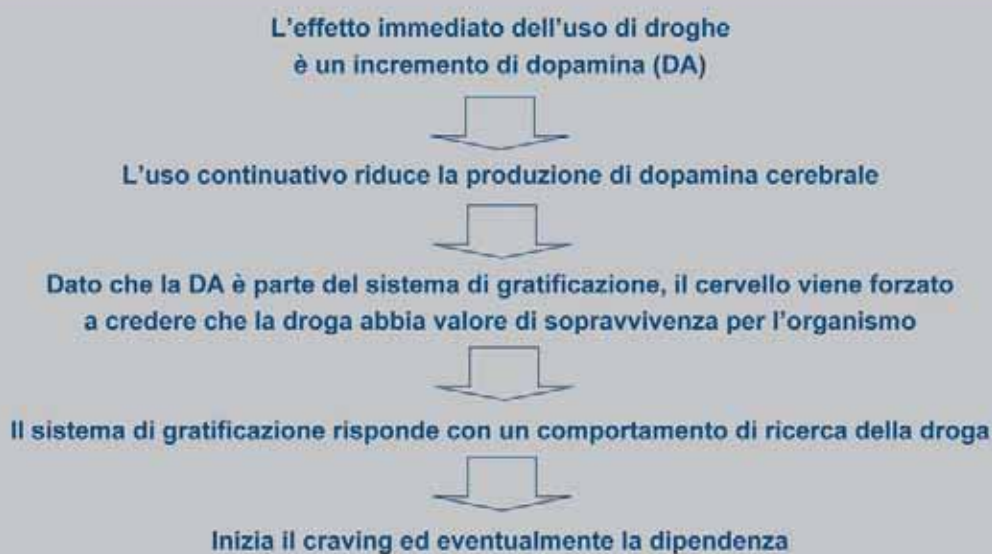 L'effetto immediato dell'uso di droghe
è un incremento di dopamina (DA)
L'uso continuativo riduce la produzione di dopamina cerebrale
Dato che la DA è parte del sistema di gratificazione, il cervello viene forzato
a credere che la droga abbia valore di sopravvivenza per l'organismo
Il sistema di gratificazione risponde con un comportamento di ricerca della droga
Inizia il craving ed eventualmente la dipendenza